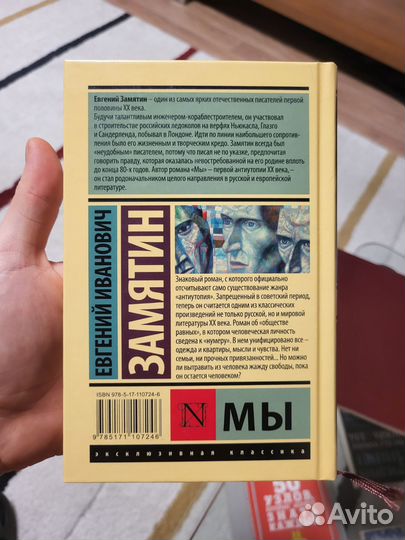 Евгений Замятин – один из самых ярких отечественных писателей первой
половины XX века.
Будучи талантливым инженером-кораблестроителем, он участвовал
в строительстве российских ледоколов на верфях Ньюкасла, Глазго
и Сандерленда, побывал в Лондоне. Идти по линии наибольшего сопротив-
ления было его жизненным и творческим кредо. Замятин всегда был
«неудобным» писателем, потому что писал не по указке, предпочитал
говорить правду, которая оказалась невостребованной на его родине вплоть
до конца 80-х годов. Автор романа «Мы» – первой антиутопии XX века, –
он стал родоначальником целого направления в русской и европейской
литературе.
ЕВГЕНИЙ ИВАНОВИЧ
ЗАМЯТИН
Знаковый роман, с которого официально
отсчитывают само существование жанра
«антиутопия». Запрещенный в советский период,
теперь он считается одним из классических
произведений не только русской, но и мировой
литературы XX века. Роман об «обществе
равных», в котором человеческая личность
сведена к «нумеру». В нем унифицировано все –
одежда и квартиры, мысли и чувства. Нет ни
семьи, ни прочных привязанностей... Но можно
ли вытравить из человека жажду свободы, пока
он остается человеком?
ISBN 978-5-17-110724-6
9 785171 107246
N
МЫ
эксклюзивная классика
50
Avito